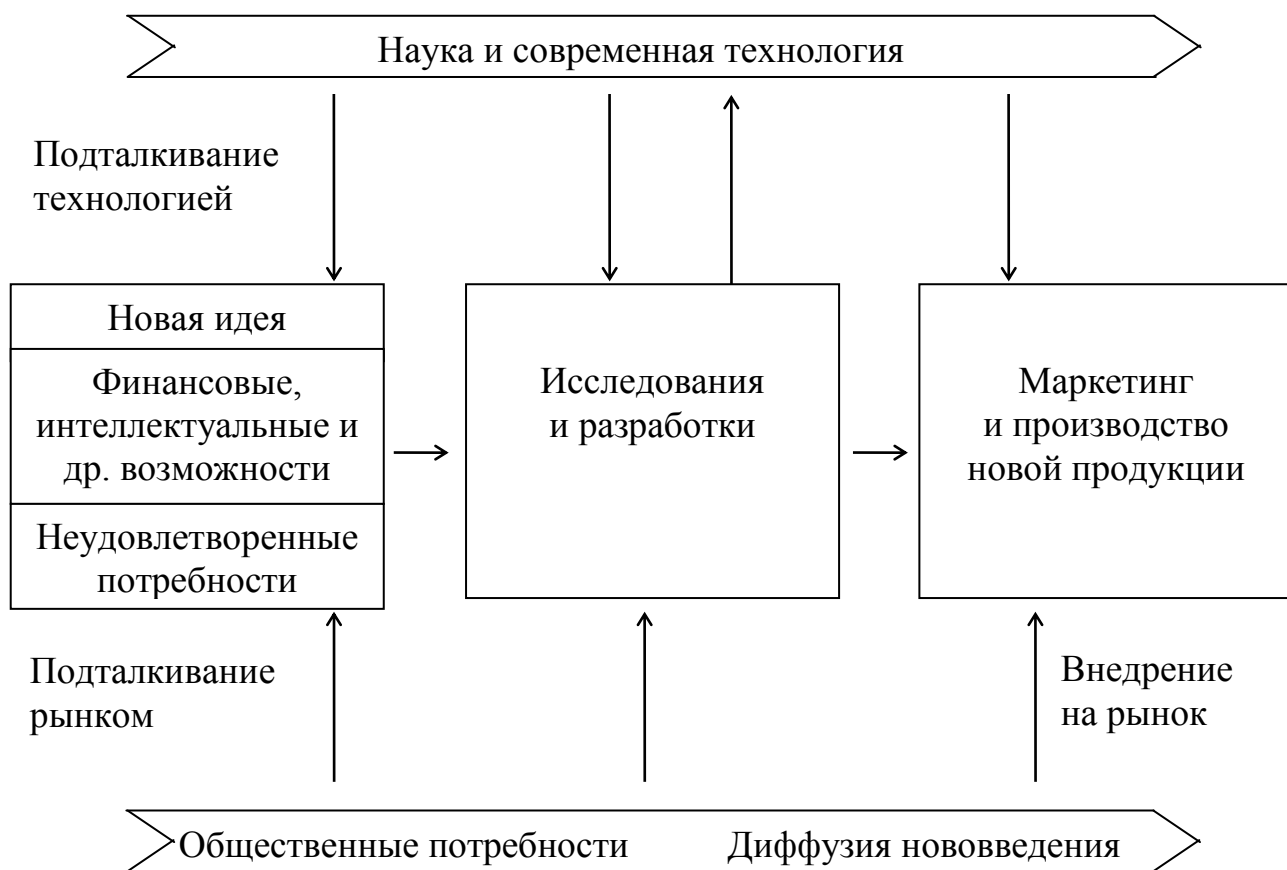 Наука и современная технология
Подталкивание
технологией
Новая идея
Финансовые,
интеллектуальные и
др. возможности
Неудовлетворенные
потребности
Исследования
и разработки
Маркетинг
и производство
новой продукции
Подталкивание
рынком
Внедрение
на рынок
Общественные потребности Диффузия нововведения